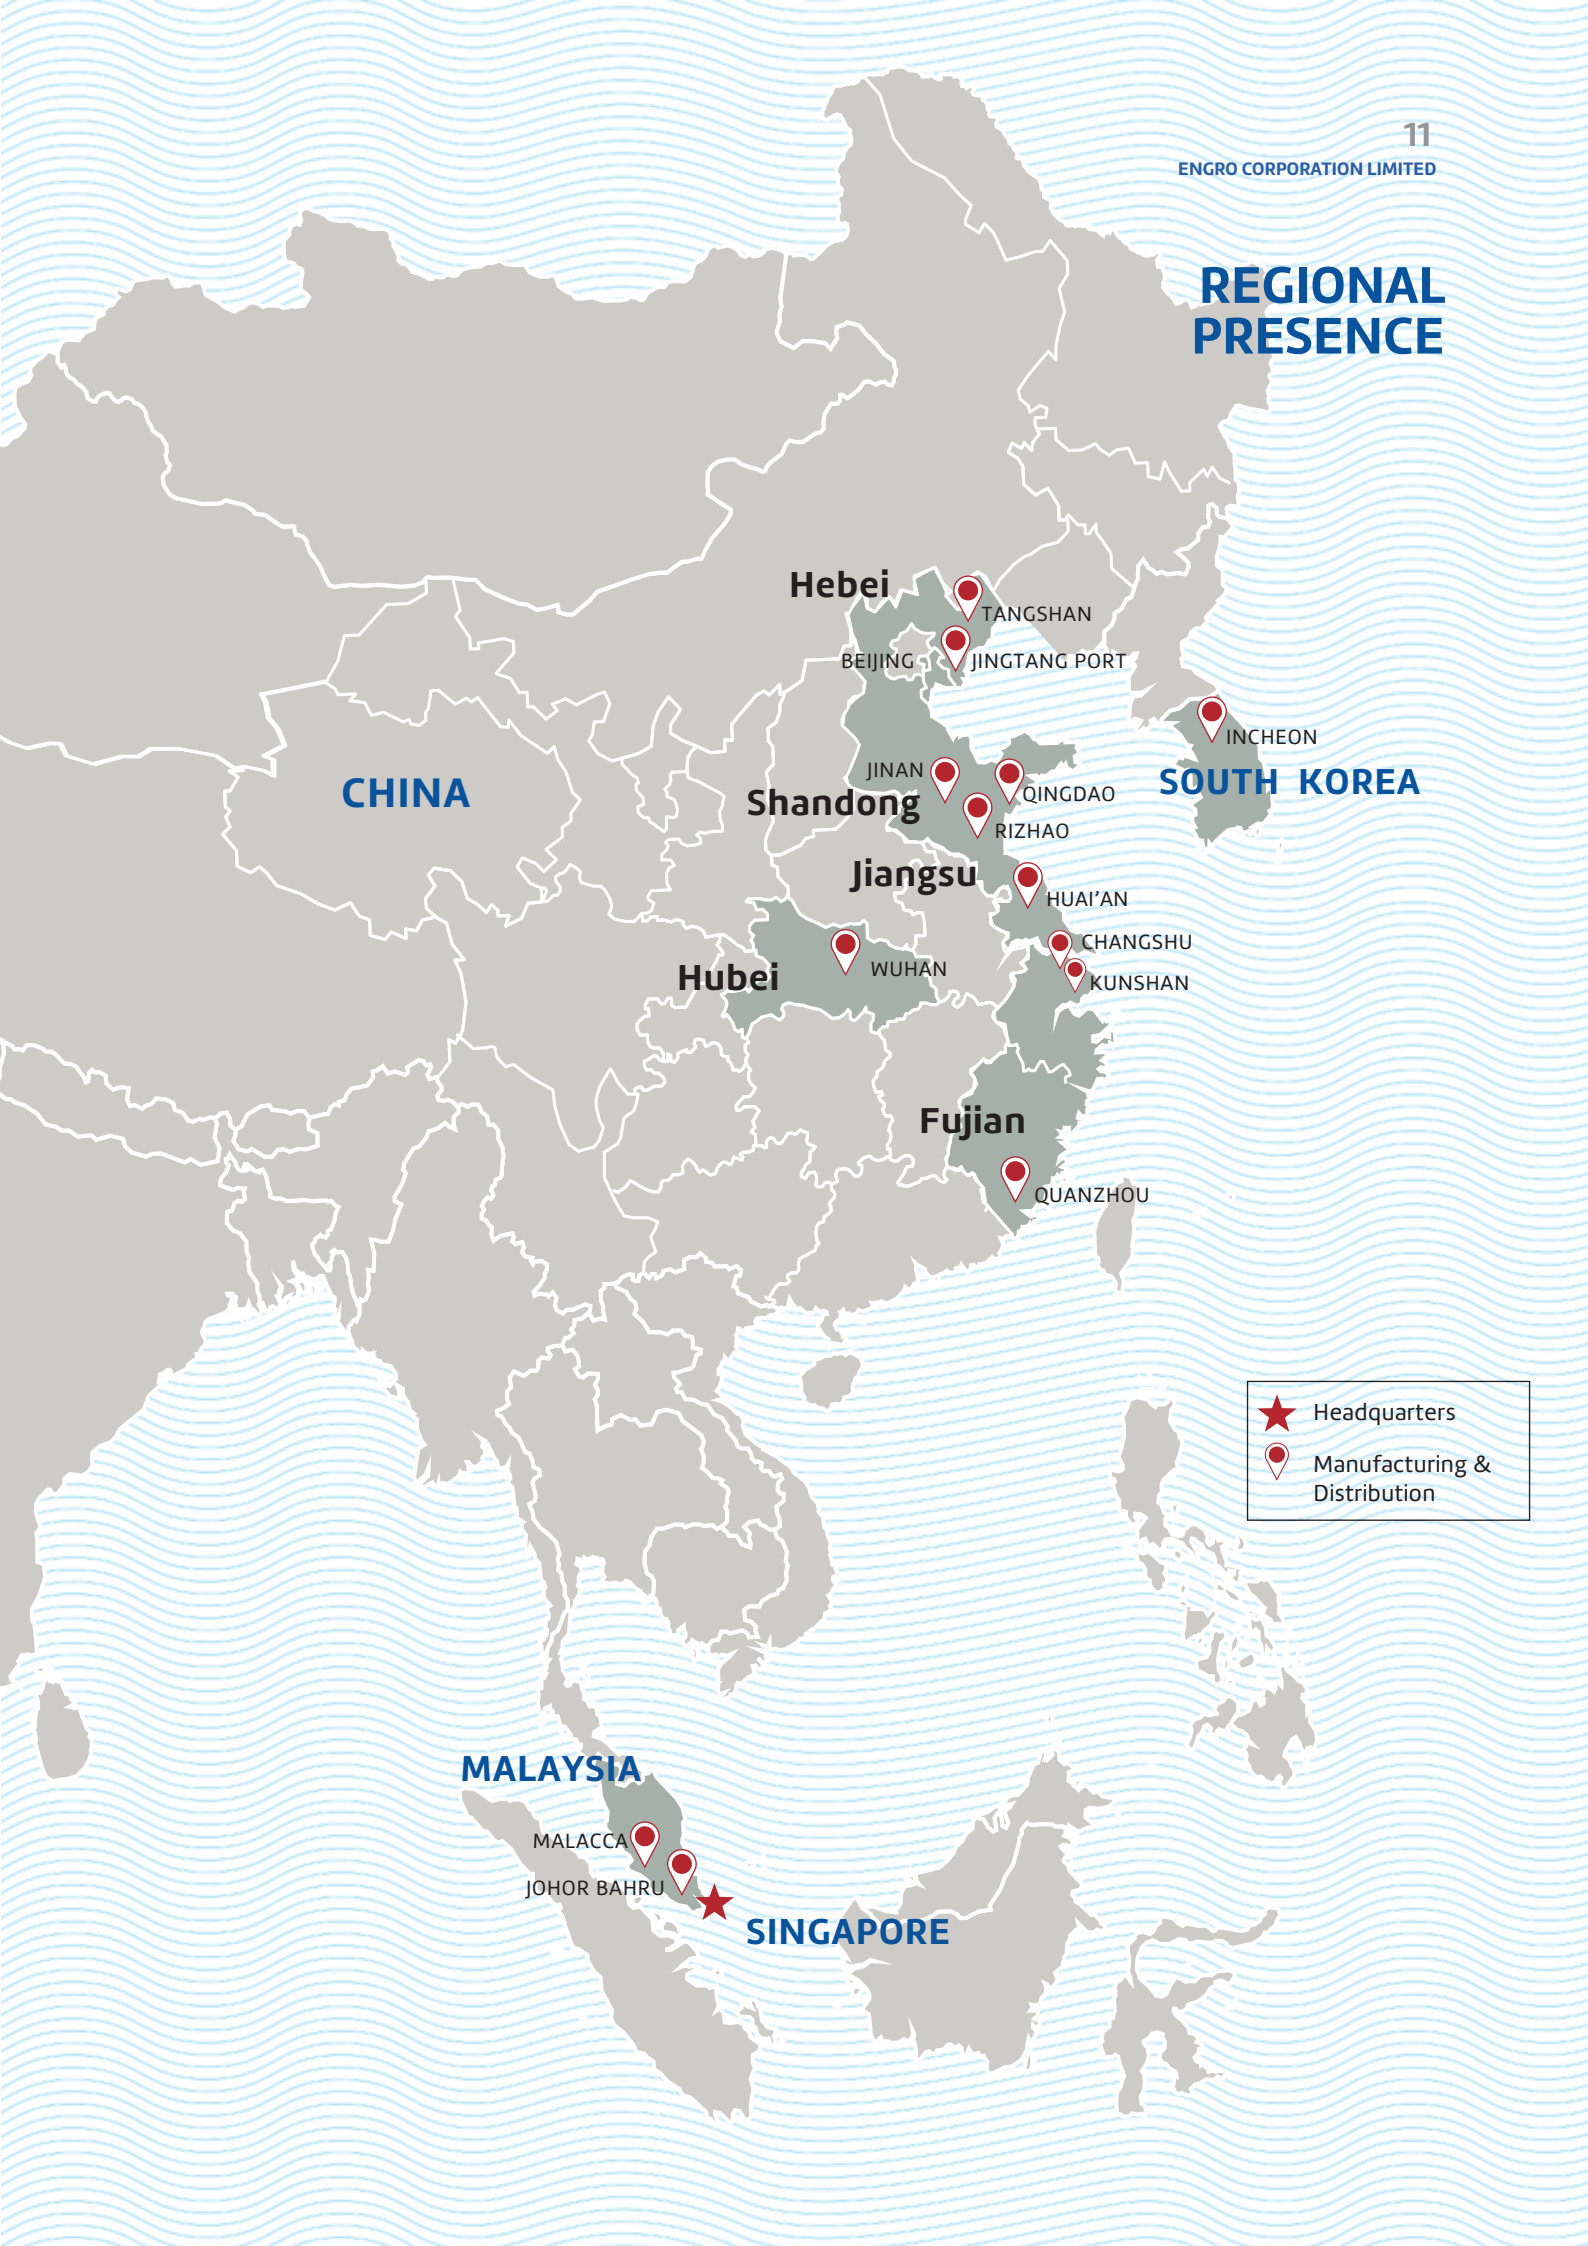 11
ENGRO CORPORATION LIMITED
REGIONAL
PRESENCE
Hebei
TANGSHAN
BEIJING
JINGTANG PORT
INCHEON
SOUTH KOREA
CHINA
JINAN
QINGDAO
Shandong
RIZHAO
Jiangsu
HUAI’AN
CHANGSHU
Hubei
WUHAN
KUNSHAN
Fujian
QUANZHOU
Headquarters
Manufacturing &
Distribution
MALAYSIA
MALACCA
JOHOR BAHRU
SINGAPORE